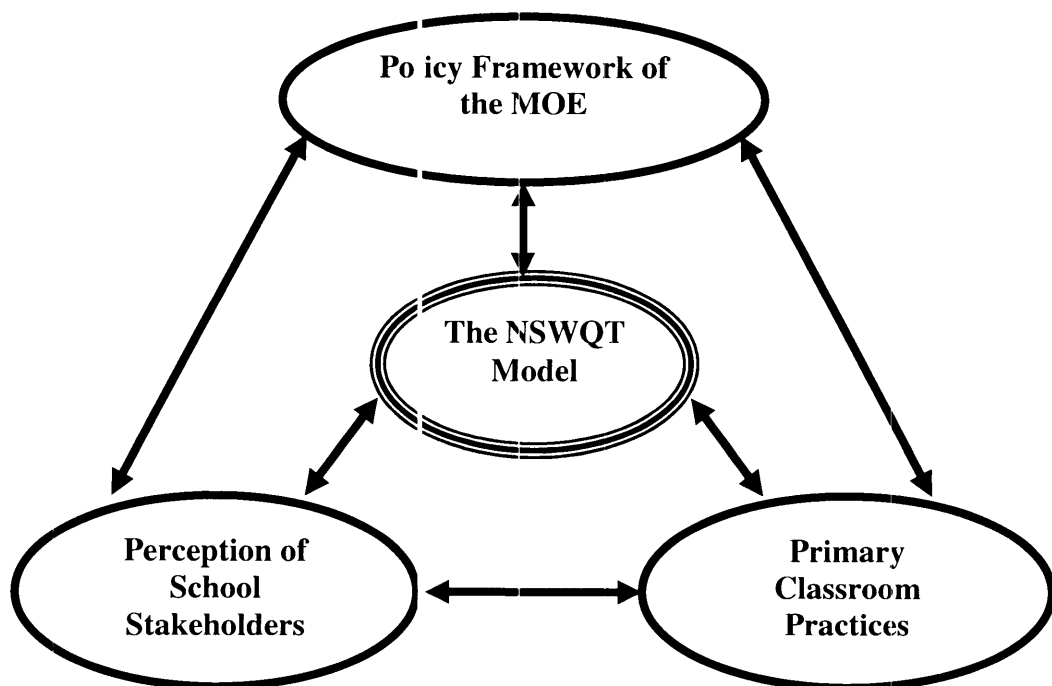 Po icy Framework of
the MOE
The NSWQT
Model
Perception of
School
Stakeholders
Primary
Classroom
Practices